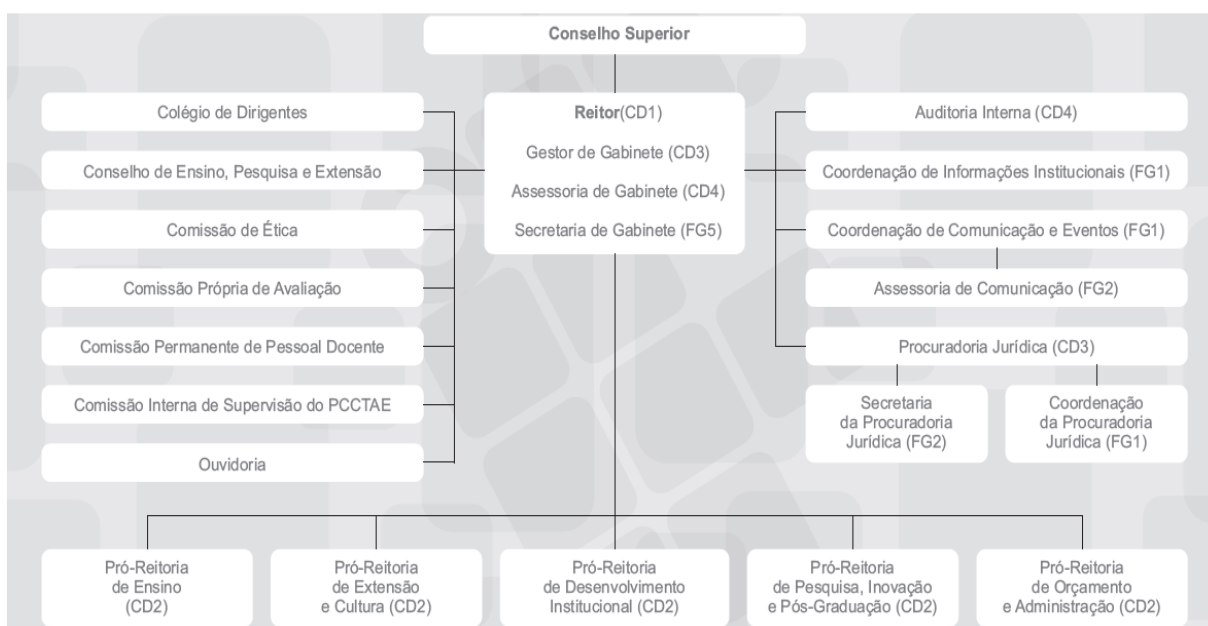 Conselho Superior
Colégio de Dirigentes
Conselho de Ensino, Pesquisa e Extensão
Comissão de Ética
Comissão Própria de Avaliação
Comissão Permanente de Pessoal Docente
Comissão Interna de Supervisão do PCCTAE
Ouvidoria
Reitor(CD1)
Gestor de Gabinete (CD3)
Assessoria de Gabinete (CD4)
Secretaria de Gabinete (FG5)
Auditoria Interna (CD4)
Coordenação de Informações Institucionais (FG1)
Coordenação de Comunicação e Eventos (FG1)
Assessoria de Comunicação (FG2)
Procuradoria Jurídica (CD3)
Secretaria
da Procuradoria
Jurídica (FG2)
Coordenação
da Procuradoria
Jurídica (FG1)
Pró-Reitoria
de Ensino
(CD2)
Pró-Reitoria
de Extensão
e Cultura (CD2)
Pró-Reitoria
de Desenvolvimento
Institucional (CD2)
Pró-Reitoria
de Pesquisa, Inovação
e Pós-Graduação (CD2)
Pró-Reitoria
de Orçamento
e Administração (CD2)